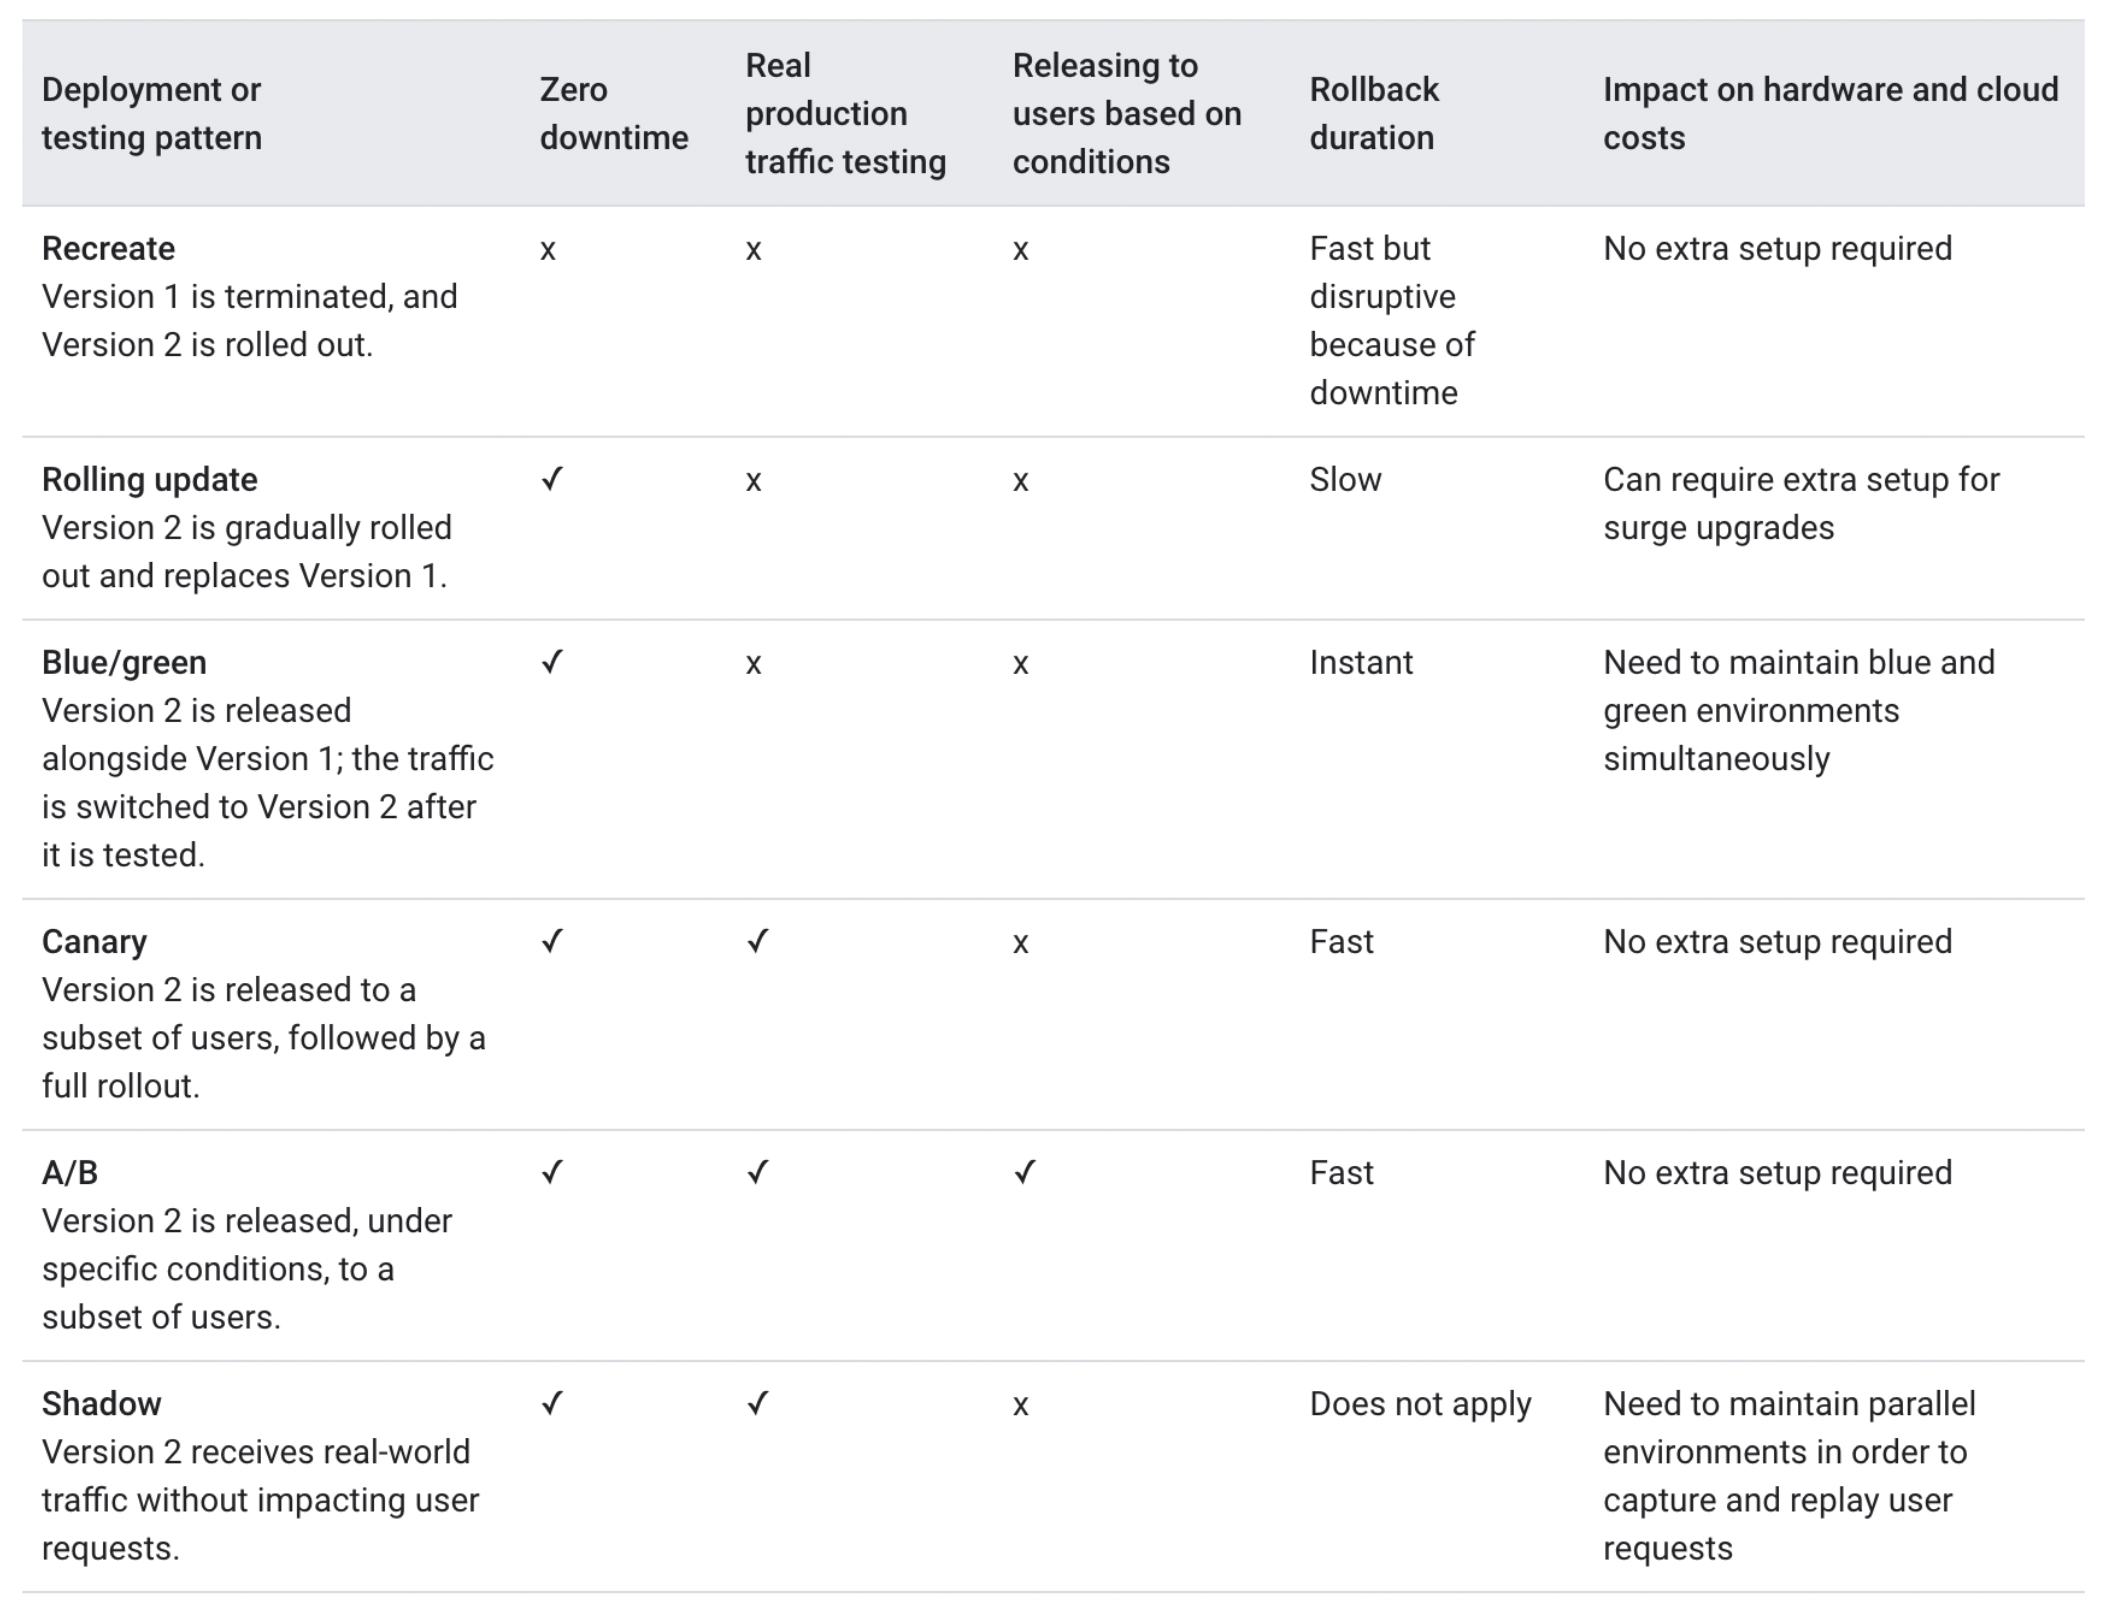 Deployment or
testing pattern
Zero
downtime
Real
production
traffic testing
Releasing to
users based on
conditions
Rollback
duration
Impact on hardware and cloud
costs
Recreate
Version 1 is terminated, and
Version 2 is rolled out.
x
x
x
Fast but
disruptive
because of
downtime
No extra setup required
Rolling update
Version 2 is gradually rolled
out and replaces Version 1.
✓
x
x
Slow
Can require extra setup for
surge upgrades
Blue/green
Version 2 is released
alongside Version 1; the traffic
is switched to Version 2 after
it is tested.
✓
x
x
Instant
Need to maintain blue and
green environments
simultaneously
Canary
Version 2 is released to a
subset of users, followed by a
full rollout.
✓
✓
x
Fast
No extra setup required
A/B
Version 2 is released, under
specific conditions, to a
subset of users.
✓
✓
✓
Fast
No extra setup required
Shadow
Version 2 receives real-world
traffic without impacting user
requests.
✓
✓
x
Does not apply
Need to maintain parallel
environments in order to
capture and replay user
requests